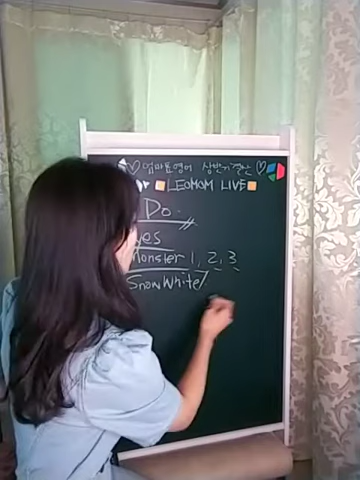 ♡엄마표영어 상반기결산♡
LEOMOM LIVE
Do
yes
Monster 1, 2, 3
Snow White/